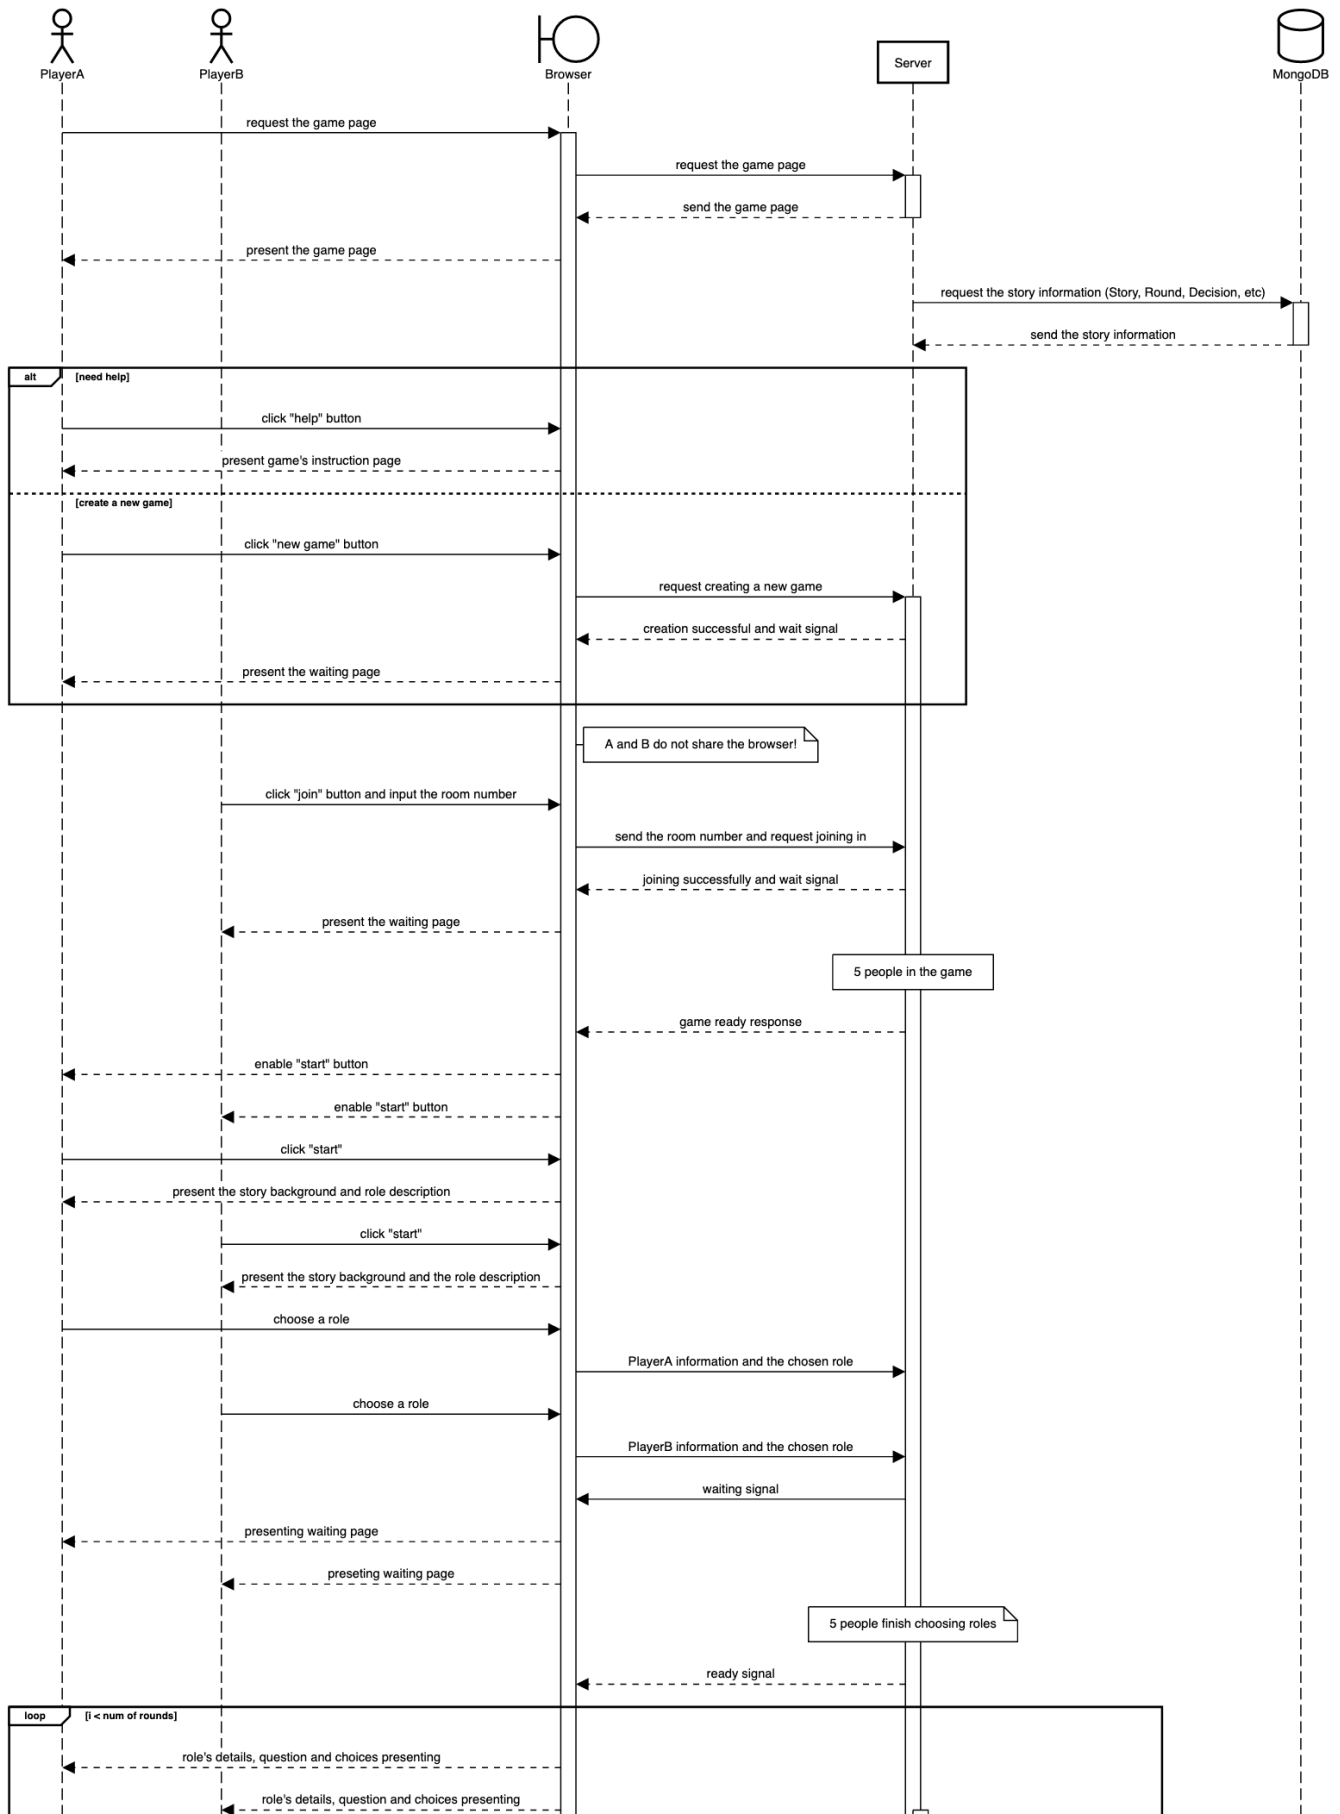 PlayerA
PlayerB
Browser
Server
MongoDB
request the game page
request the game page
send the game page
present the game page
request the story information (Story, Round, Decision, etc)
send the story information
alt [need help]
click "help" button
present game's instruction page
[create a new game]
click "new game" button
request creating a new game
creation successful and wait signal
present the waiting page
A and B do not share the browser!
click "join" button and input the room number
send the room number and request joining in
joining successfully and wait signal
present the waiting page
5 people in the game
game ready response
enable "start" button
enable "start" button
click "start"
present the story background and role description
click "start"
present the story background and the role description
choose a role
PlayerA information and the chosen role
choose a role
PlayerB information and the chosen role
waiting signal
presenting waiting page
preseting waiting page
5 people finish choosing roles
ready signal
loop [i < num of rounds]
role's details, question and choices presenting
role's details, question and choices presenting